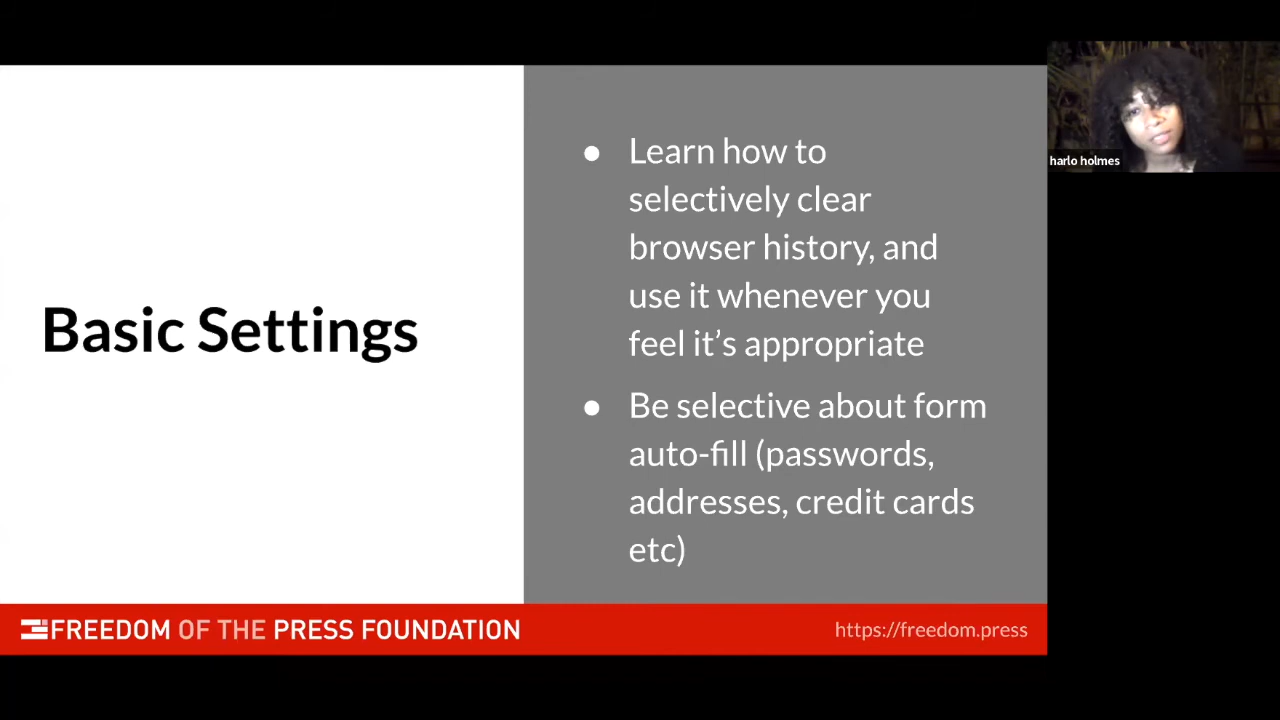 Basic Settings
● Learn how to
selectively clear
browser history, and
use it whenever you
feel it’s appropriate
● Be selective about form
auto-fill (passwords,
addresses, credit cards
etc)
harlo holmes
FREEDOM OF THE PRESS FOUNDATION
https://freedom.press